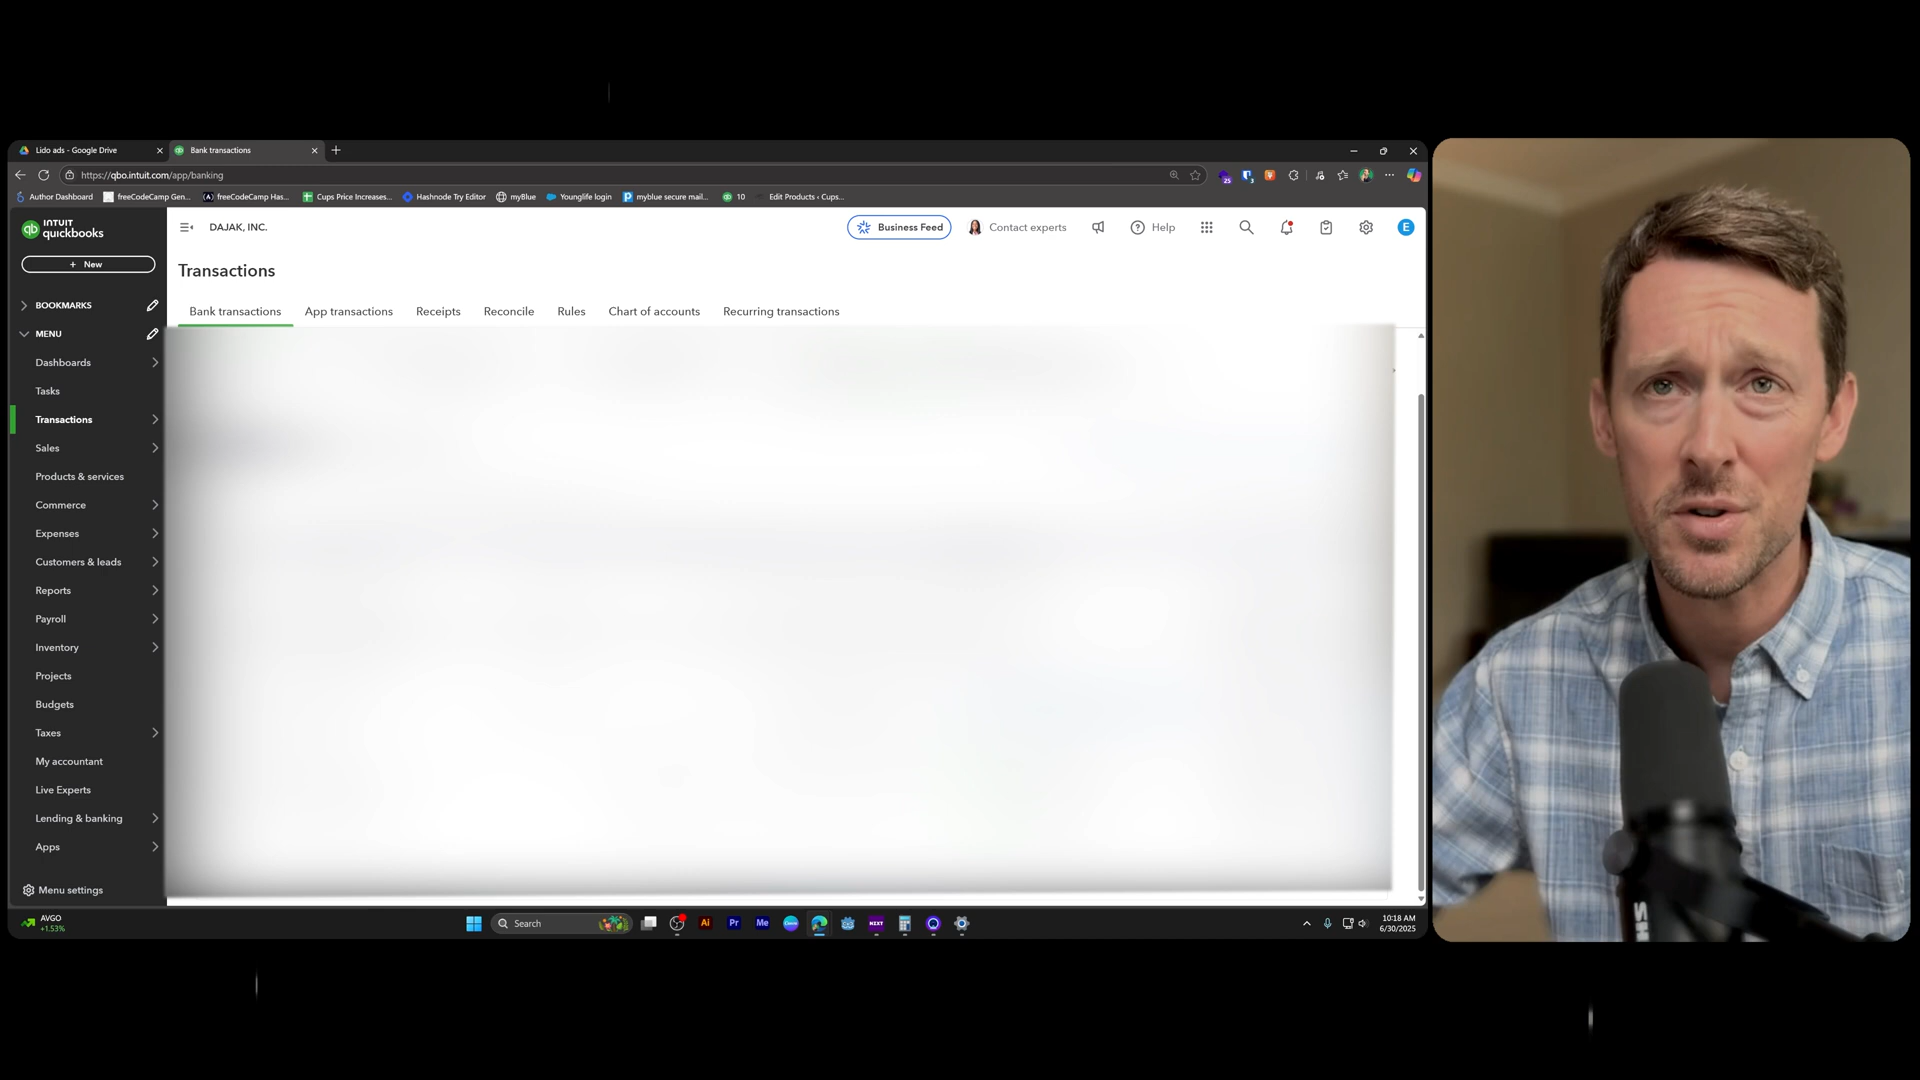 Lido ads - Google Drive
Bank transactions
https://qbo.intuit.com/app/banking
Author Dashboard
freeCodeCamp Gen...
freeCodeCamp Has...
Cups Price Increases...
Hashnode Try Editor
myBlue
Younglife login
myblue secure mail...
10
Edit Products ‹ Cups...
INTUIT
quickbooks
DAJAK, INC.
Business Feed
Contact experts
Help
E
+ New
Transactions
BOOKMARKS
Bank transactions
App transactions
Receipts
Reconcile
Rules
Chart of accounts
Recurring transactions
MENU
Dashboards
Tasks
Transactions
Sales
Products & services
Commerce
Expenses
Customers & leads
Reports
Payroll
Inventory
Projects
Budgets
Taxes
My accountant
Live Experts
Lending & banking
Apps
Menu settings
AVGO
+1.53%
Search
Ai
Pr
Me
NEXT
10:18 AM
6/30/2025